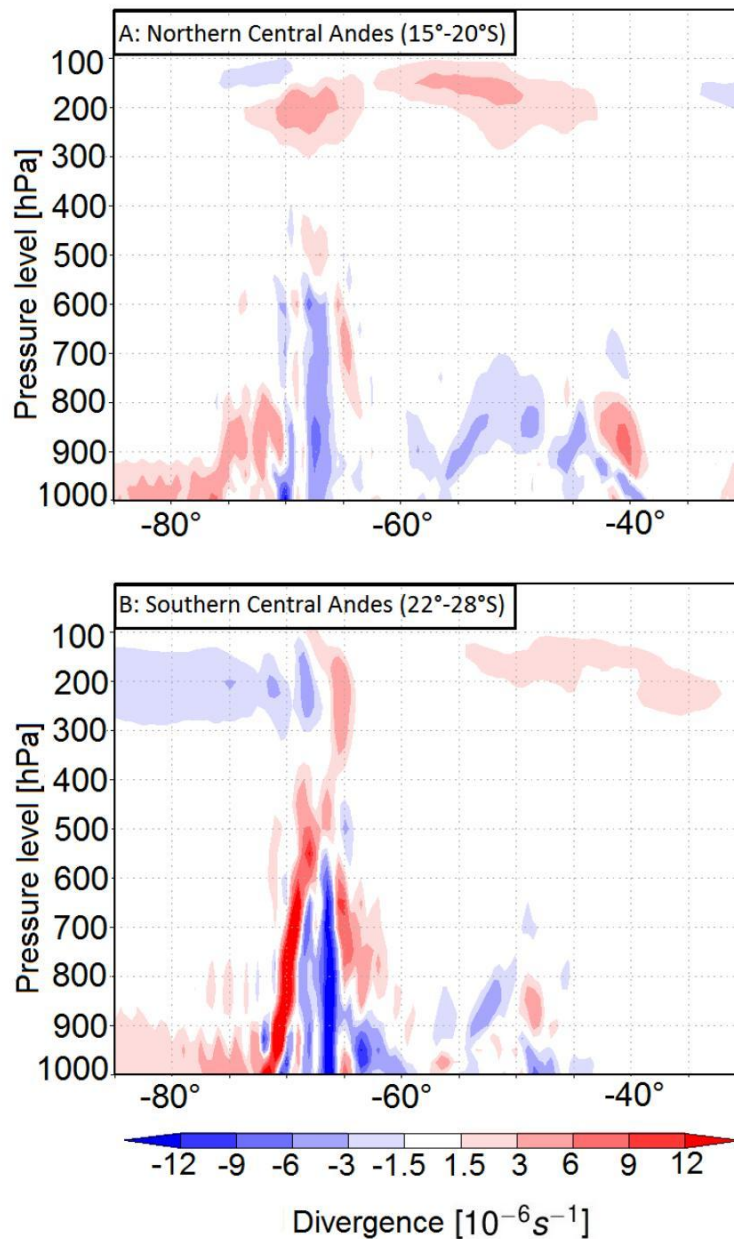 A: Northern Central Andes (15°-20°S)
100
200
300
400
500
600
700
800
900
1000
Pressure level [hPa]
-80° -60° -40°
B: Southern Central Andes (22°-28°S)
100
200
300
400
500
600
700
800
900
1000
Pressure level [hPa]
-80° -60° -40°
-12 -9 -6 -3 -1.5 1.5 3 6 9 12
Divergence [10⁻⁶s⁻¹]